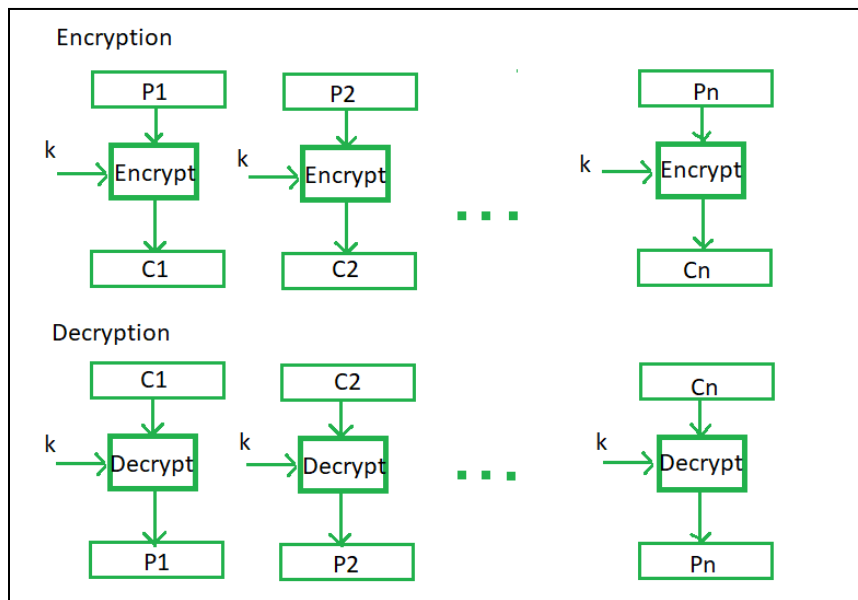 Encryption
P1 P2 Pn
k Encrypt k Encrypt k Encrypt
C1 C2 Cn
Decryption
C1 C2 Cn
k Decrypt k Decrypt k Decrypt
P1 P2 Pn